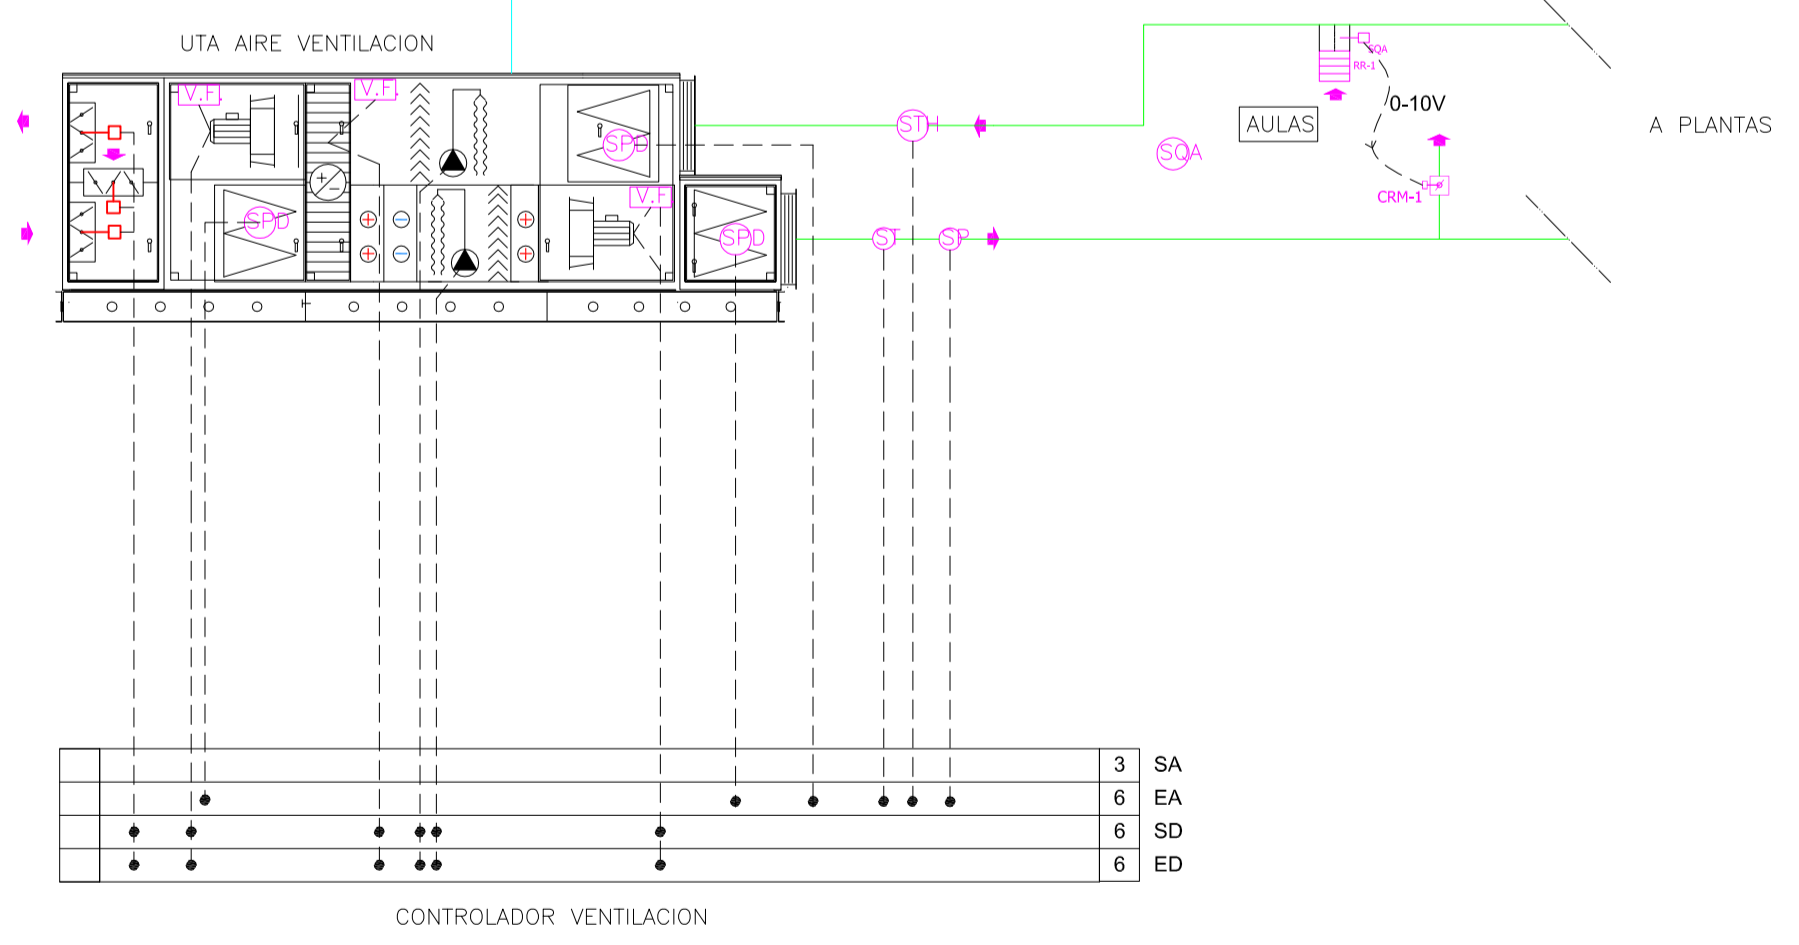 UTA AIRE VENTILACION
V.F.
V.F.
SQA
RR-1
0-10V
AULAS
A PLANTAS
ST
SPD
SQA
V.F.
CRM-1
SPD
SPD
ST
SP
3 SA
6 EA
6 SD
6 ED
CONTROLADOR VENTILACION